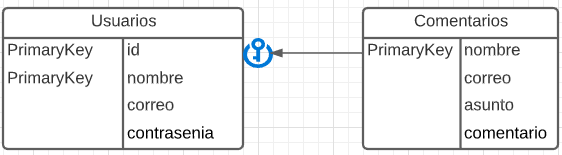 Usuarios
PrimaryKey id
PrimaryKey nombre
correo
contrasenia
Comentarios
PrimaryKey nombre
correo
asunto
comentario